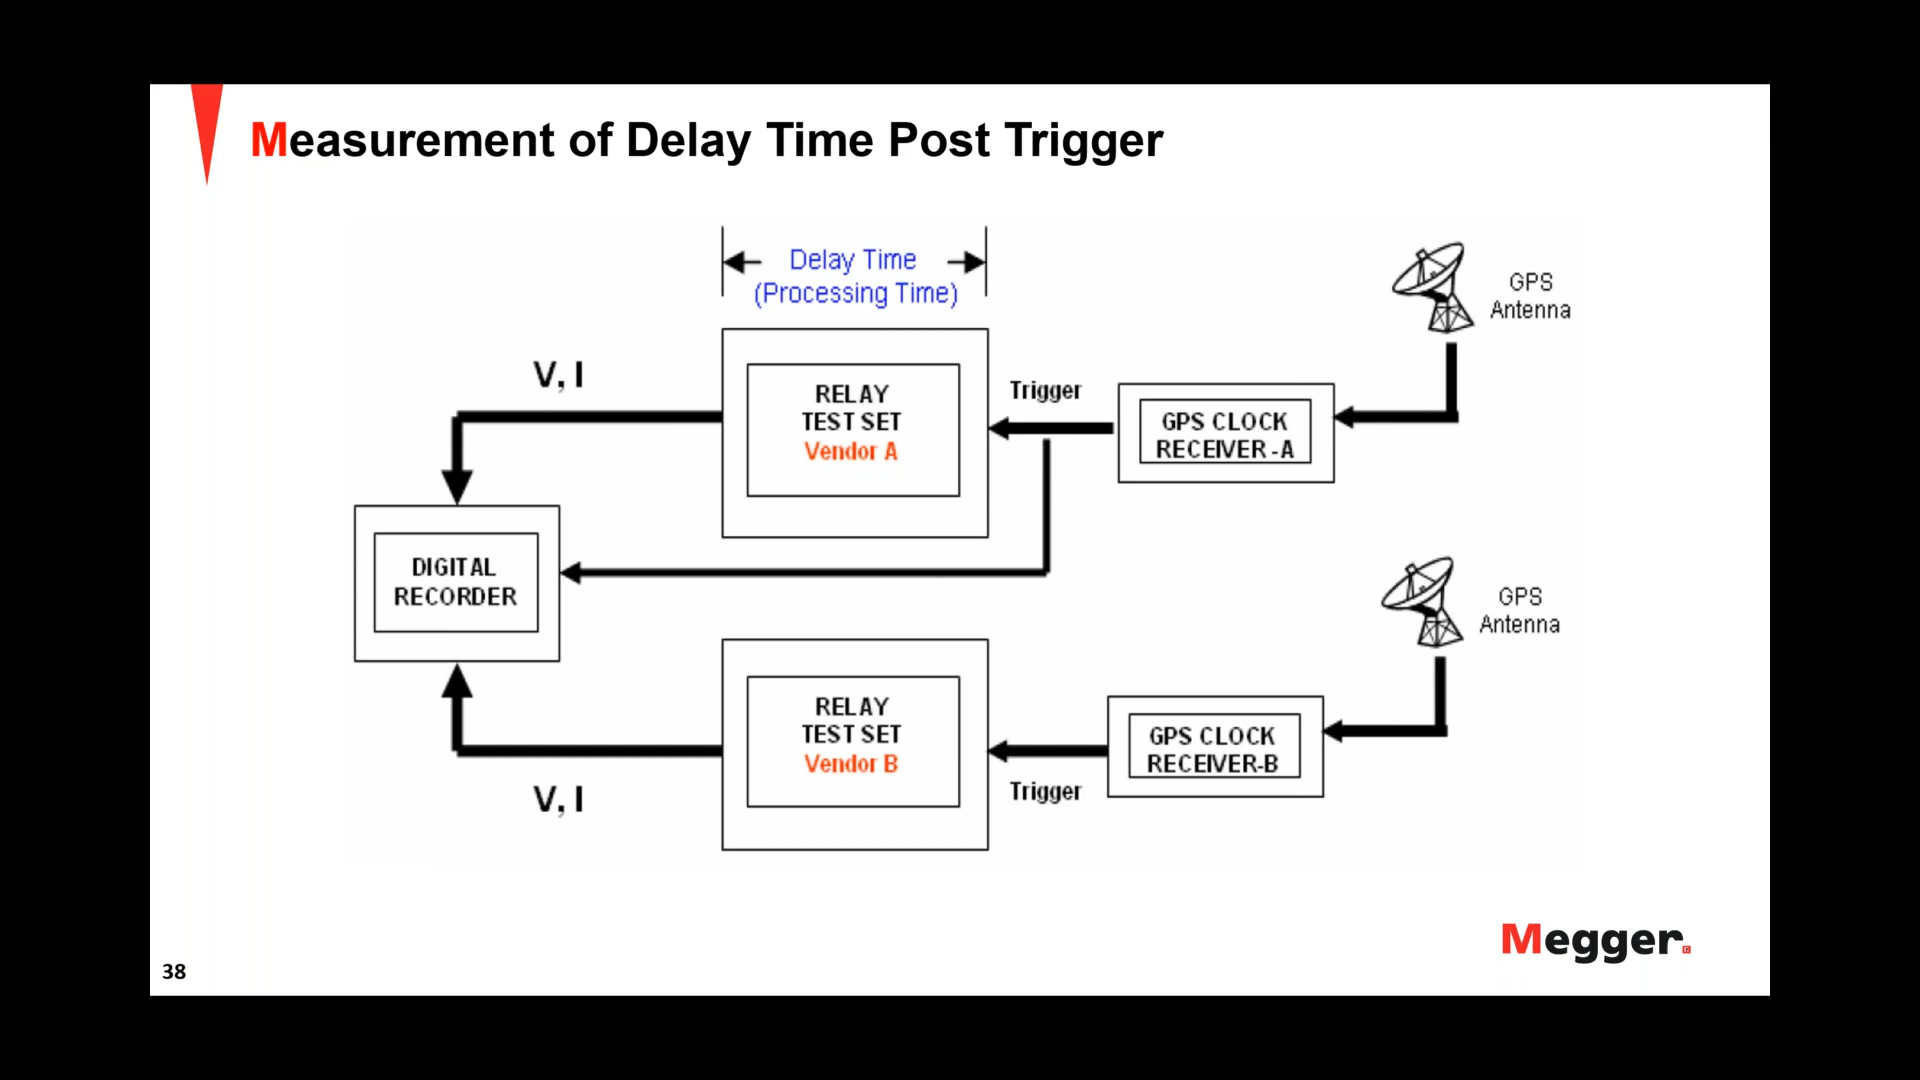 Measurement of Delay Time Post Trigger
Delay Time
(Processing Time)
GPS
Antenna
V, I
RELAY
TEST SET
Vendor A
Trigger
GPS CLOCK
RECEIVER -A
DIGITAL
RECORDER
GPS
Antenna
RELAY
TEST SET
Vendor B
GPS CLOCK
RECEIVER-B
Trigger
V, I
Megger.
38